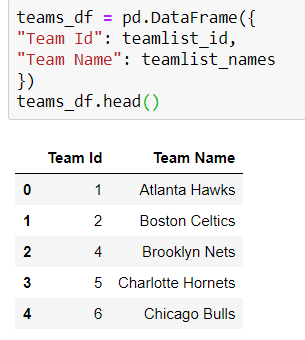 teams_df = pd.DataFrame({
"Team Id": teamlist_id,
"Team Name": teamlist_names
})
teams_df.head()
Team Id Team Name
0 1 Atlanta Hawks
1 2 Boston Celtics
2 4 Brooklyn Nets
3 5 Charlotte Hornets
4 6 Chicago Bulls